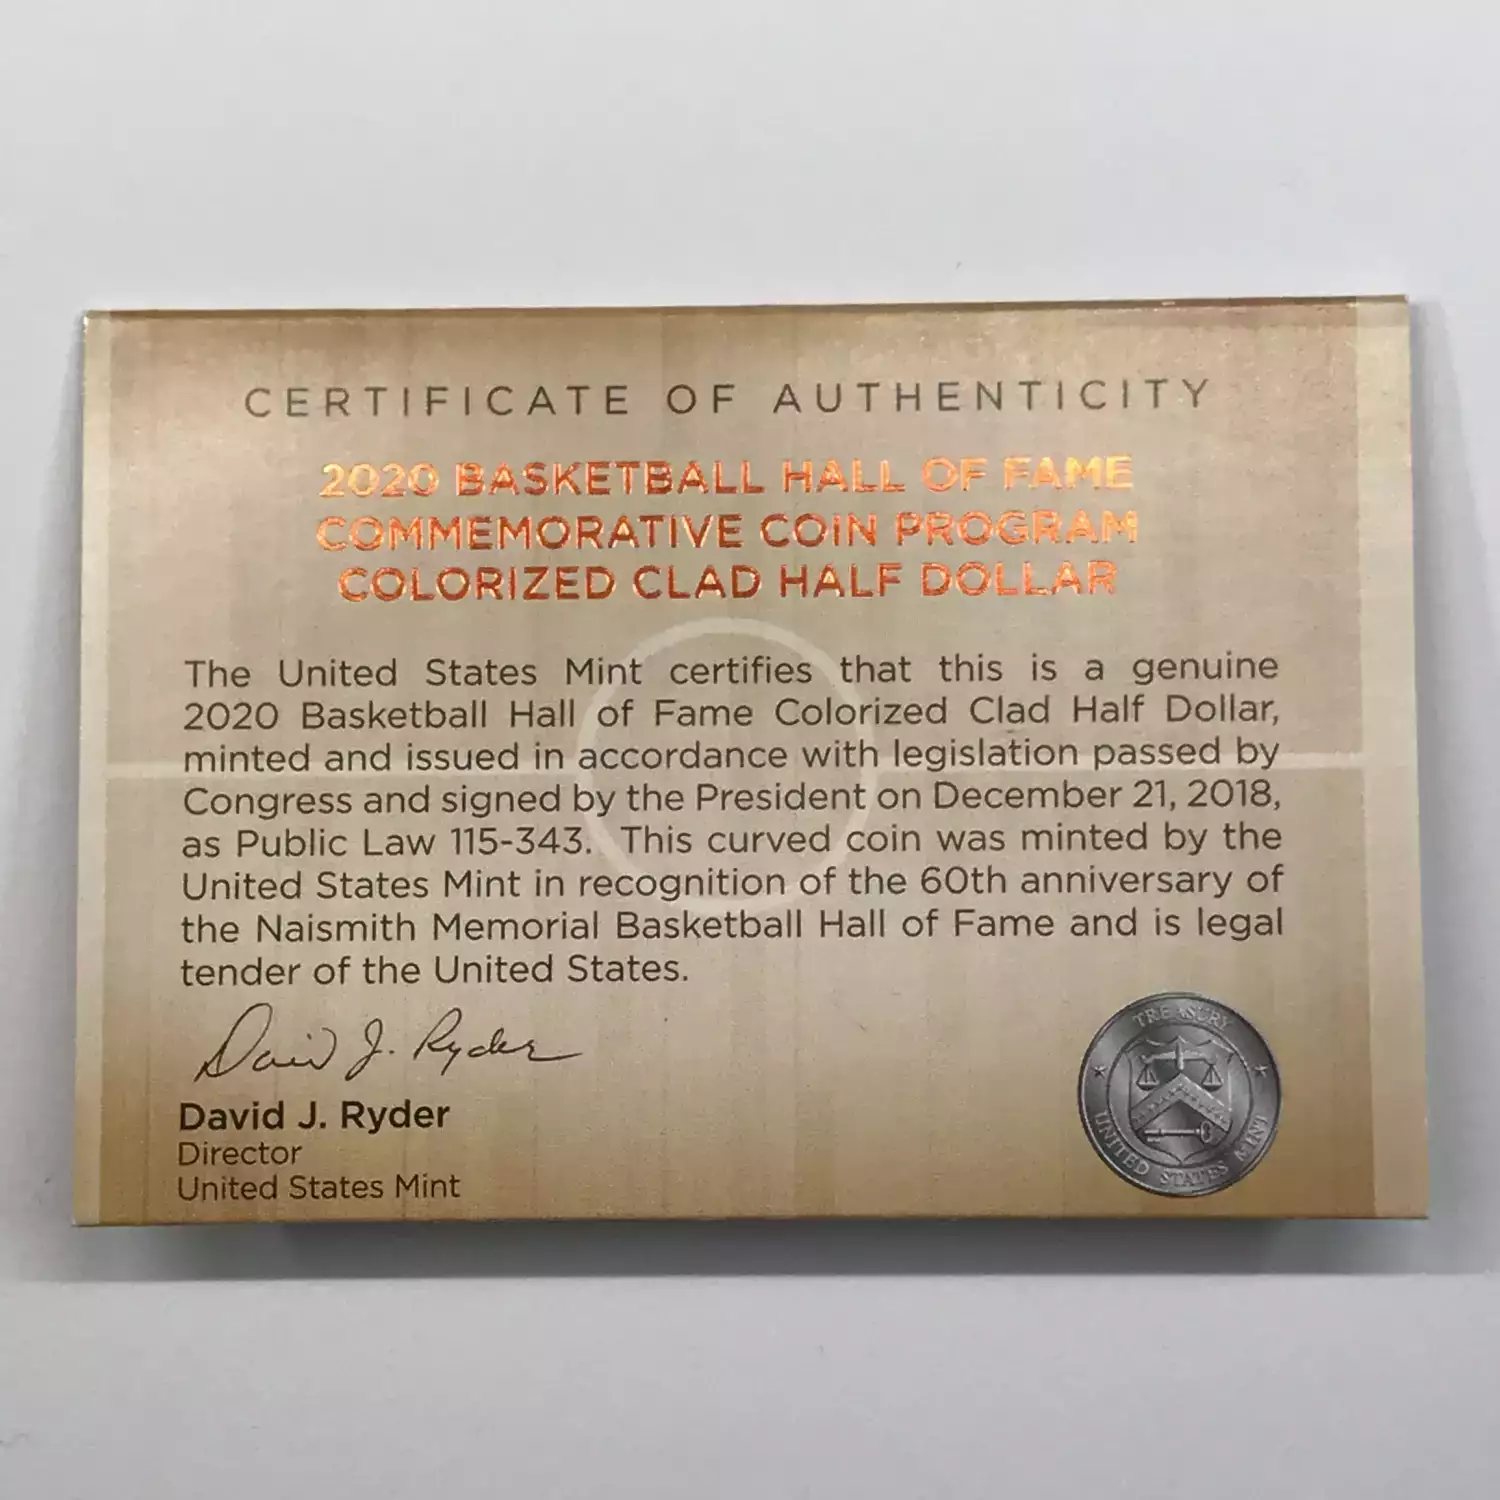 CERTIFICATE OF AUTHENTICITY
2020 BASKETBALL HALL OF FAME
COMMEMORATIVE COIN PROGRAM
COLORIZED CLAD HALF DOLLAR
The United States Mint certifies that this is a genuine
2020 Basketball Hall of Fame Colorized Clad Half Dollar,
minted and issued in accordance with legislation passed by
Congress and signed by the President on December 21, 2018,
as Public Law 115-343. This curved coin was minted by the
United States Mint in recognition of the 60th anniversary of
the Naismith Memorial Basketball Hall of Fame and is legal
tender of the United States.
David J. Ryder
David J. Ryder
Director
United States Mint
TREASURY
UNITED STATES MINT